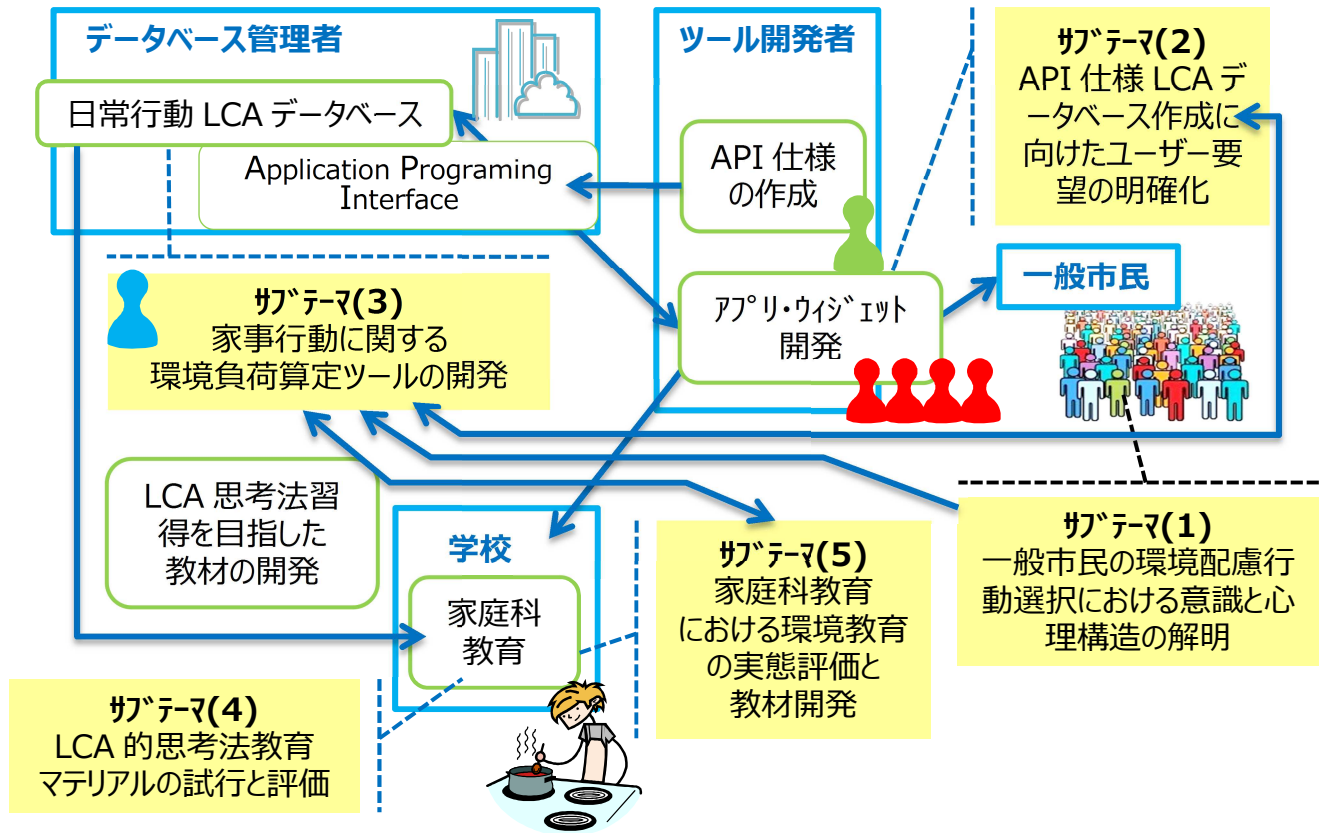 データベース管理者
日常行動 LCA データベース
Application Programing
Interface
ツール開発者
API 仕様
の作成
アプリ・ウィジェット
開発
サブテーマ(2)
API 仕様 LCA デ
ータベース作成に
向けたユーザー要
望の明確化
一般市民
サブテーマ(3)
家事行動に関する
環境負荷算定ツールの開発
LCA 思考法習
得を目指した
教材の開発
学校
家庭科
教育
サブテーマ(5)
家庭科教育
における環境教育
の実態評価と
教材開発
サブテーマ(1)
一般市民の環境配慮行
動選択における意識と心
理構造の解明
サブテーマ(4)
LCA 的思考法教育
マテリアルの試行と評価